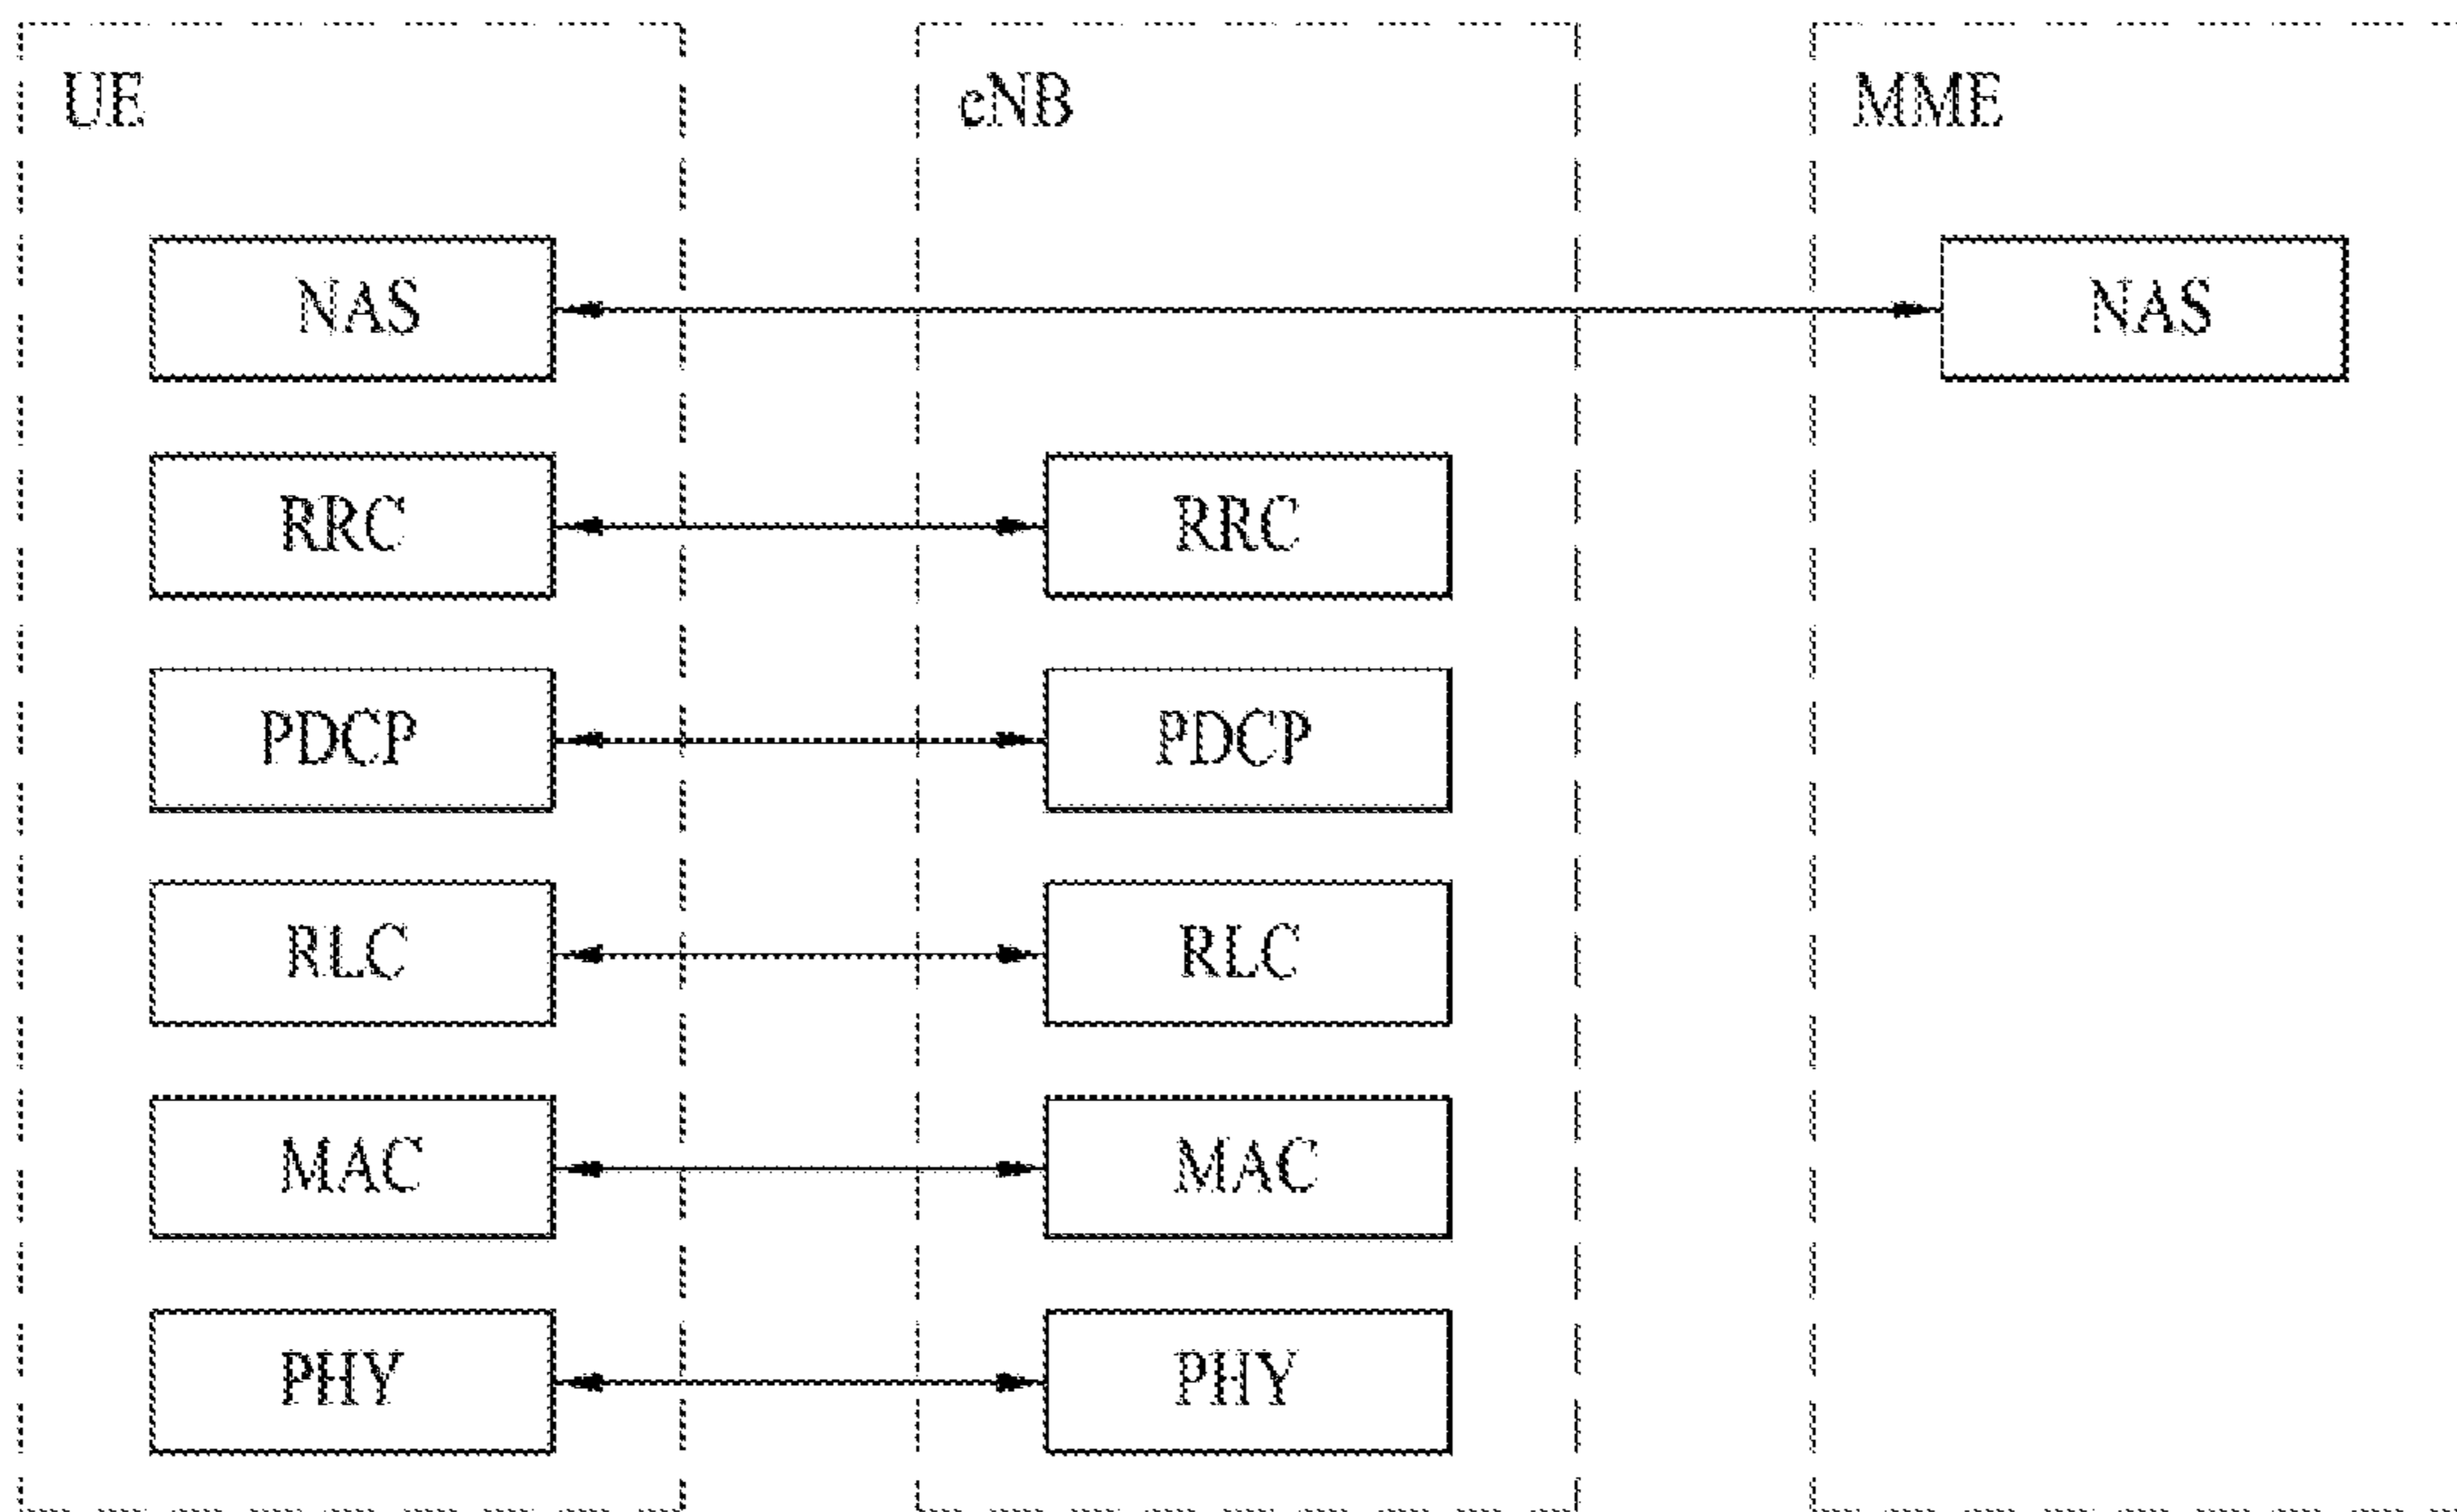 UE eNB MME
NAS NAS
RRC RRC
PDCP PDCP
RLC RLC
MAC MAC
PHY PHY